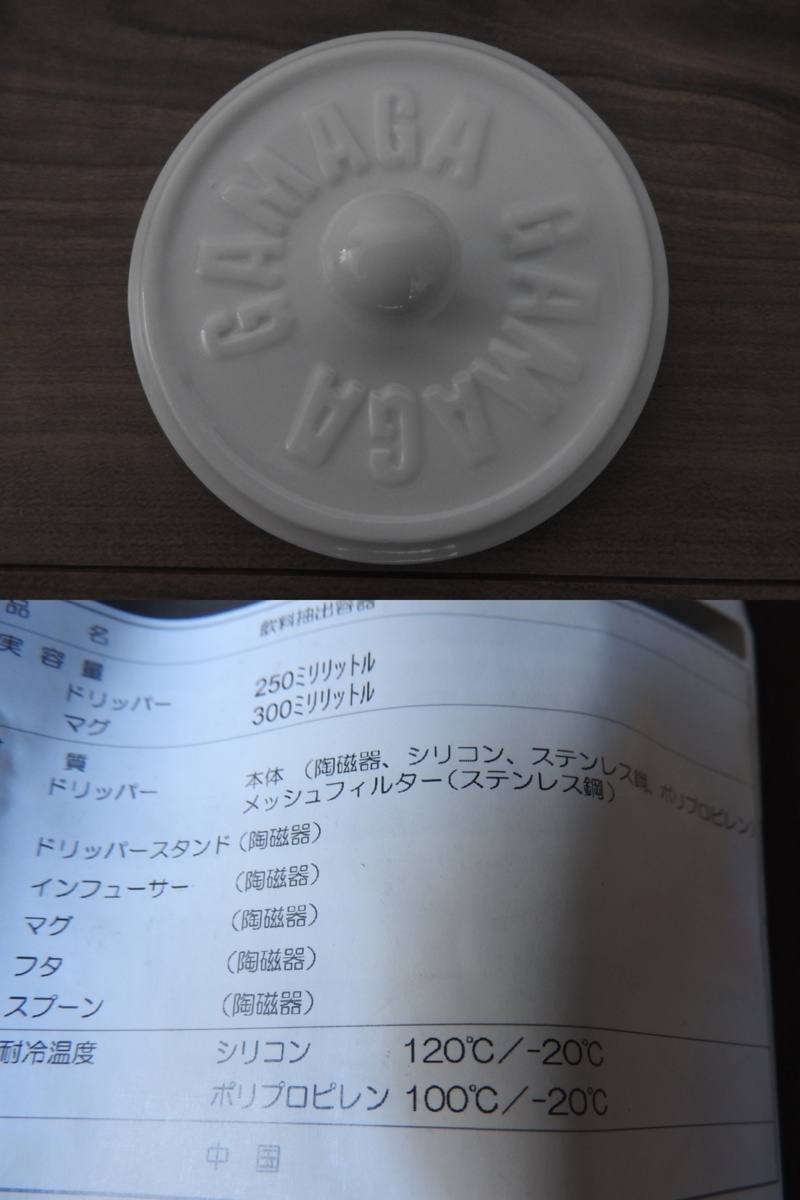 GAMAGA
GAMAGA
品 名 飲料抽出容器
実 容 量
ドリッパー 250ミリリットル
マグ 300ミリリットル
質
ドリッパー 本体 (陶磁器、シリコン、ステンレス鋼、ポリプロピレン)
メッシュフィルター(ステンレス鋼)
ドリッパースタンド (陶磁器)
インフューサー (陶磁器)
マグ (陶磁器)
フタ (陶磁器)
スプーン (陶磁器)
耐冷温度 シリコン 120℃/-20℃
ポリプロピレン 100℃/-20℃
中 国